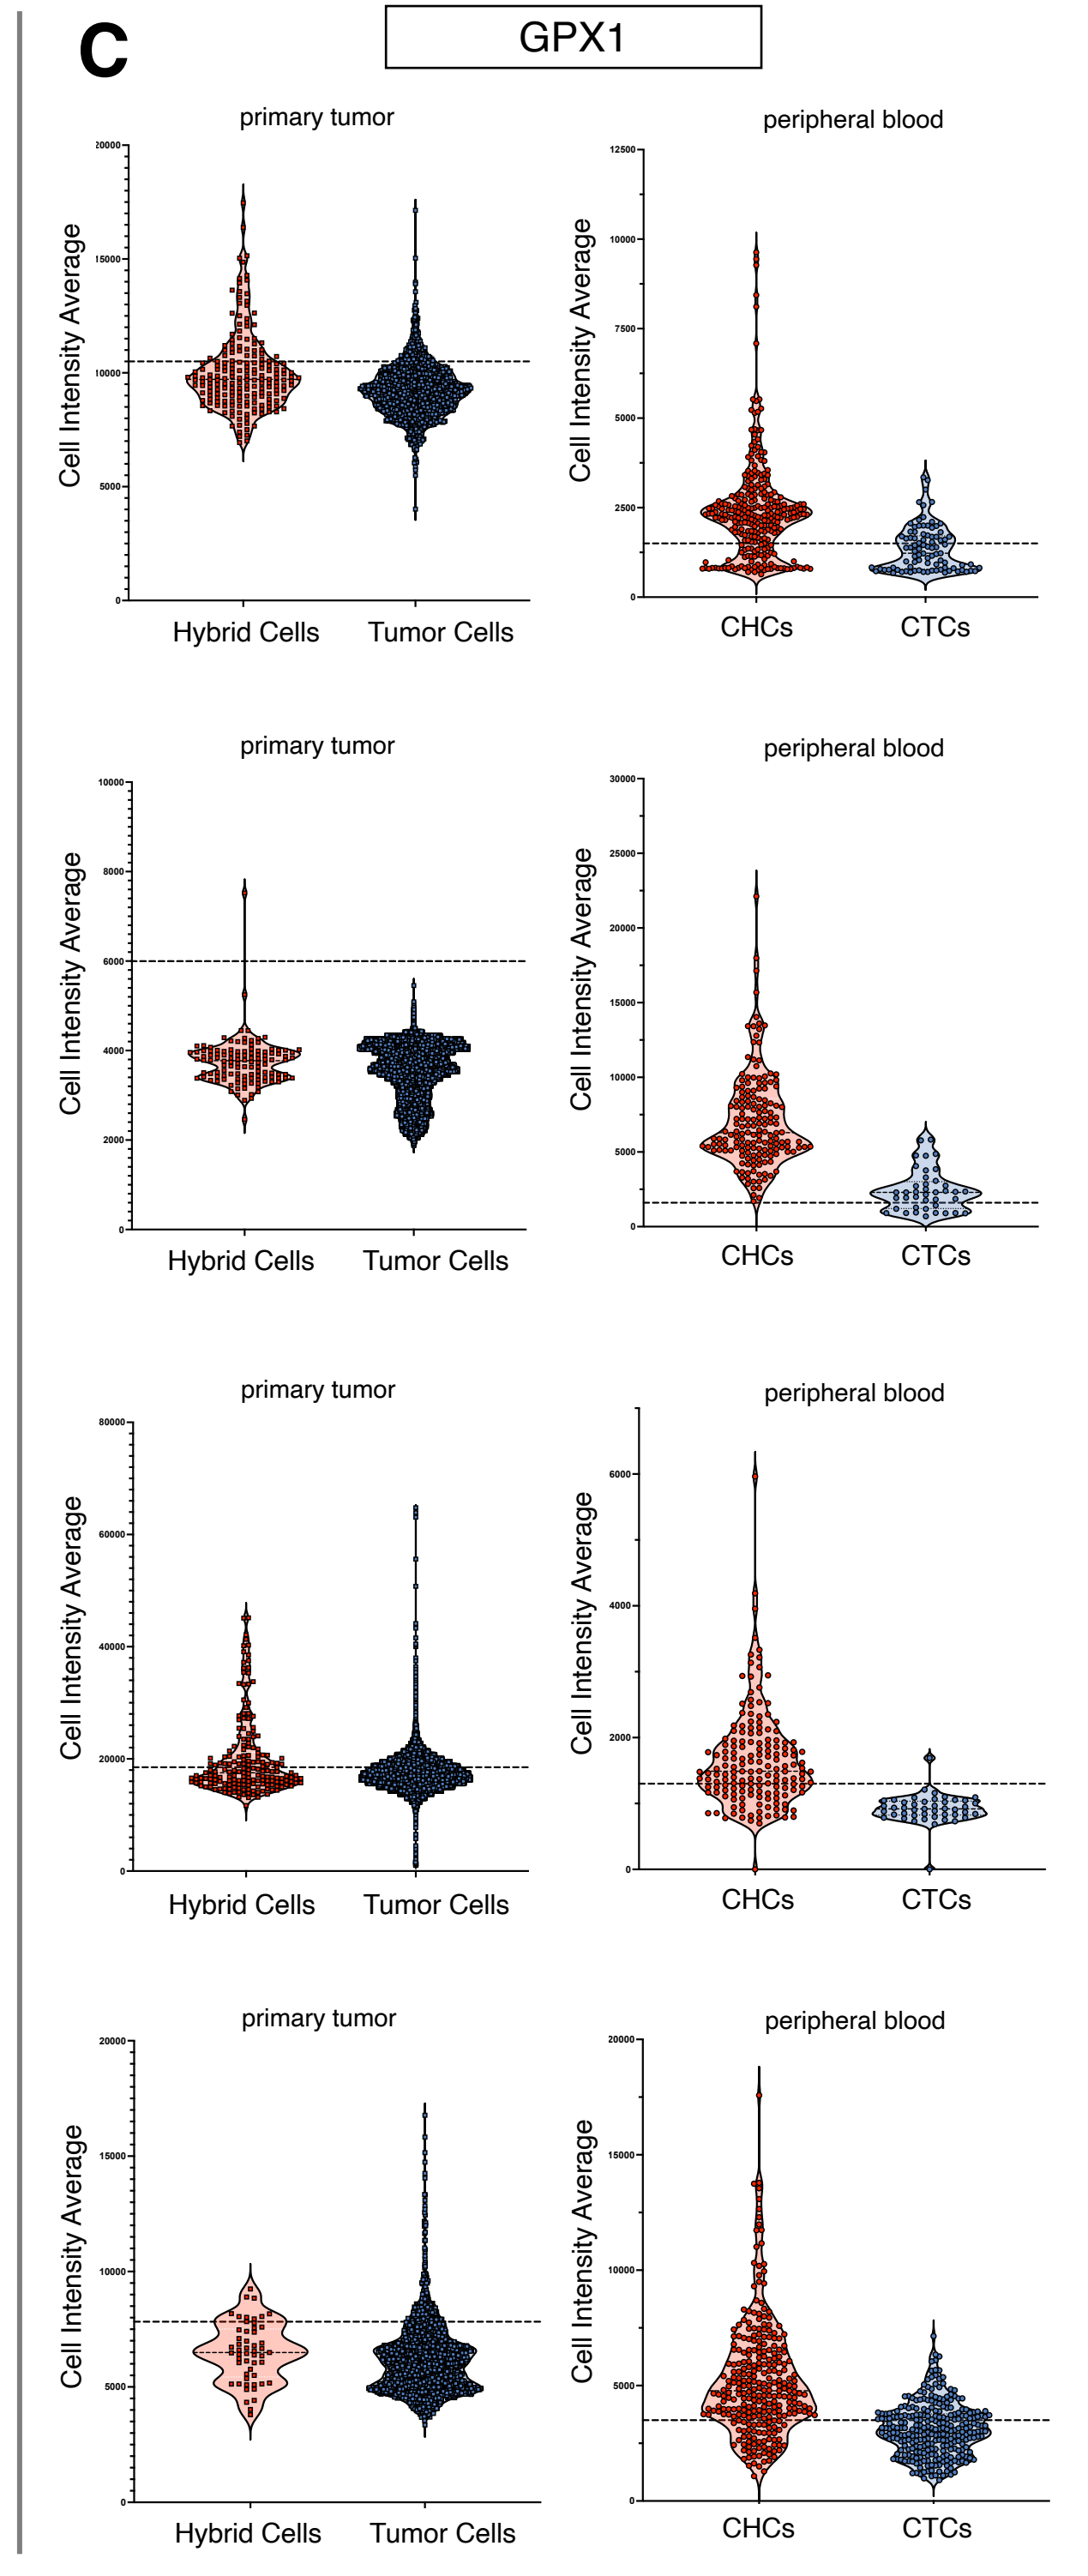 C
GPX1
primary tumor
peripheral blood
Cell Intensity Average
20000
15000
10000
5000
0
Hybrid Cells
Tumor Cells
Cell Intensity Average
12500
10000
7500
5000
2500
0
CHCs
CTCs
primary tumor
peripheral blood
Cell Intensity Average
10000
8000
6000
4000
2000
0
Hybrid Cells
Tumor Cells
Cell Intensity Average
30000
25000
20000
15000
10000
5000
0
CHCs
CTCs
primary tumor
peripheral blood
Cell Intensity Average
80000
60000
40000
20000
0
Hybrid Cells
Tumor Cells
Cell Intensity Average
6000
4000
2000
0
CHCs
CTCs
primary tumor
peripheral blood
Cell Intensity Average
20000
15000
10000
5000
0
Hybrid Cells
Tumor Cells
Cell Intensity Average
20000
15000
10000
5000
0
CHCs
CTCs